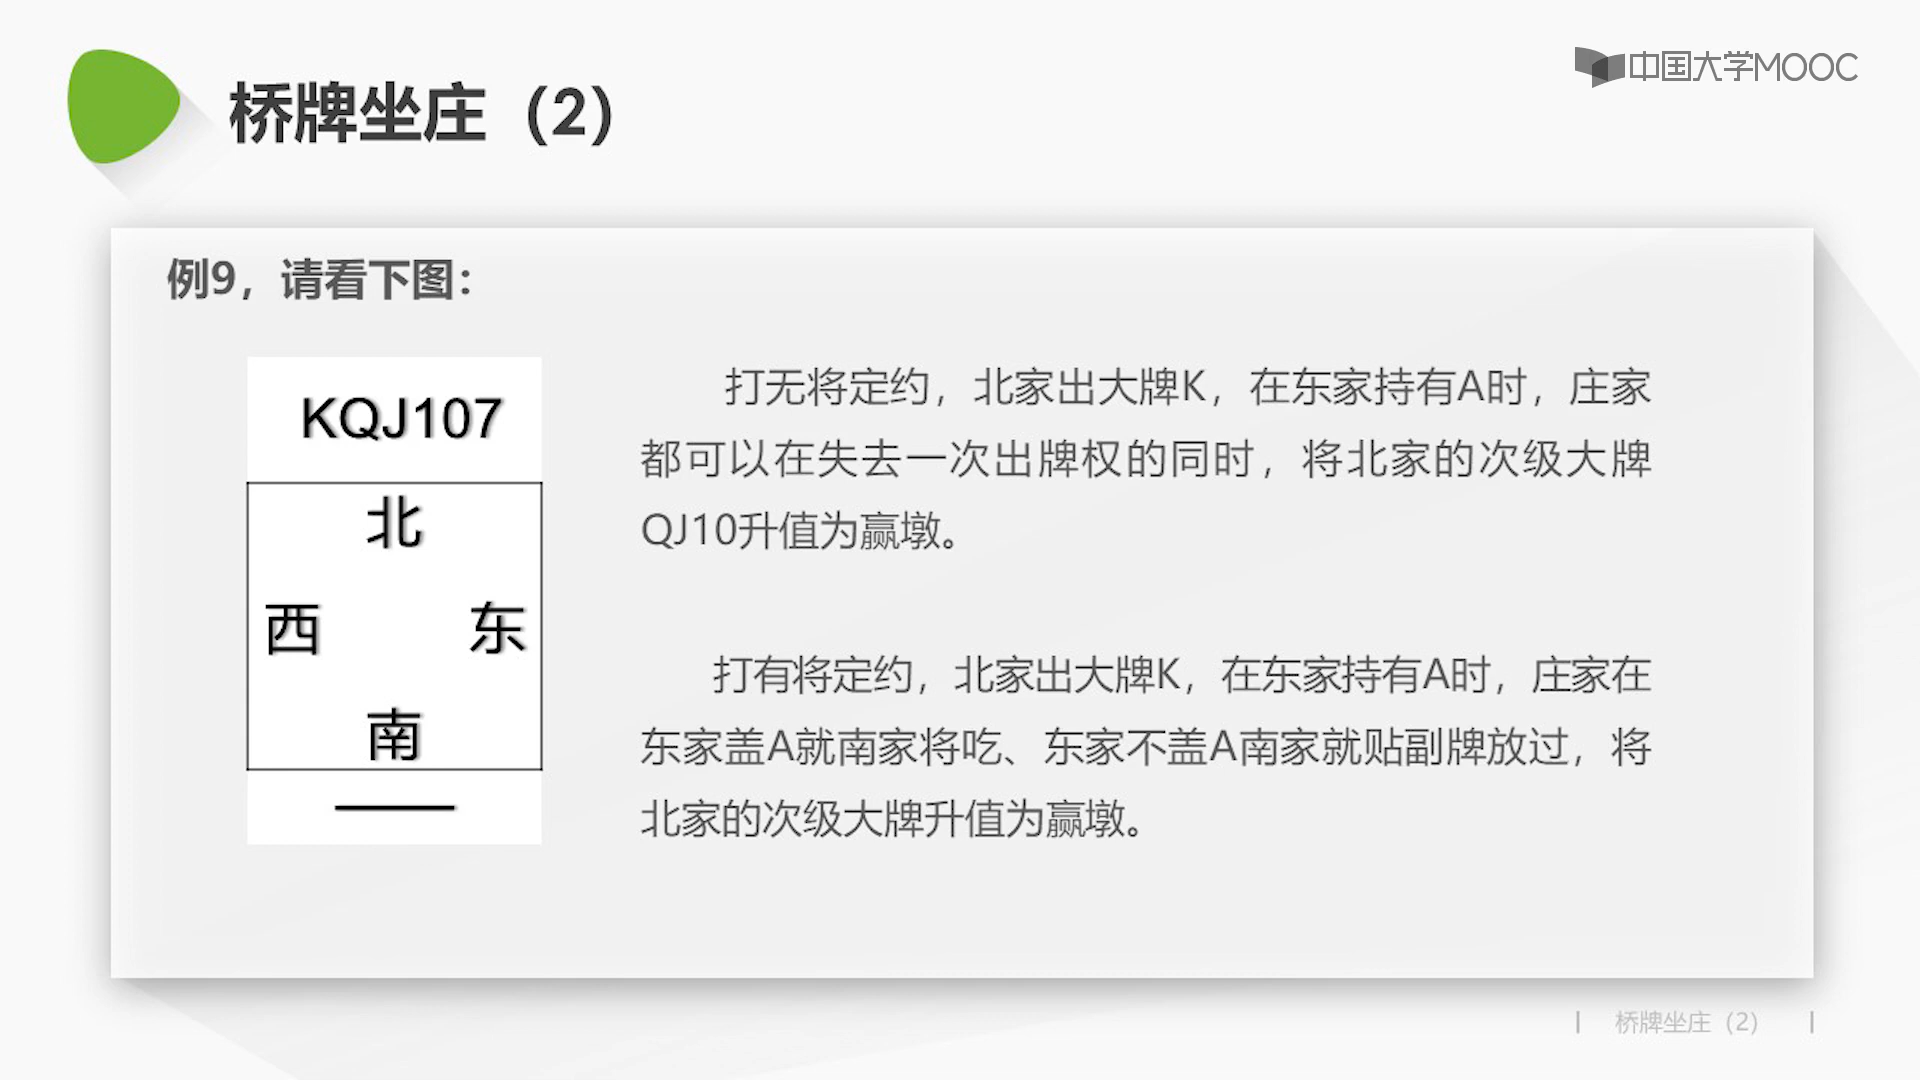 中国大学MOOC
桥牌坐庄（2）
例9，请看下图：
KQJ107
北
西 东
南
—
打无将定约，北家出大牌K，在东家持有A时，庄家
都可以在失去一次出牌权的同时，将北家的次级大牌
QJ10升值为赢墩。
打有将定约，北家出大牌K，在东家持有A时，庄家在
东家盖A就南家将吃、东家不盖A南家就贴副牌放过，将
北家的次级大牌升值为赢墩。
| 桥牌坐庄（2） |